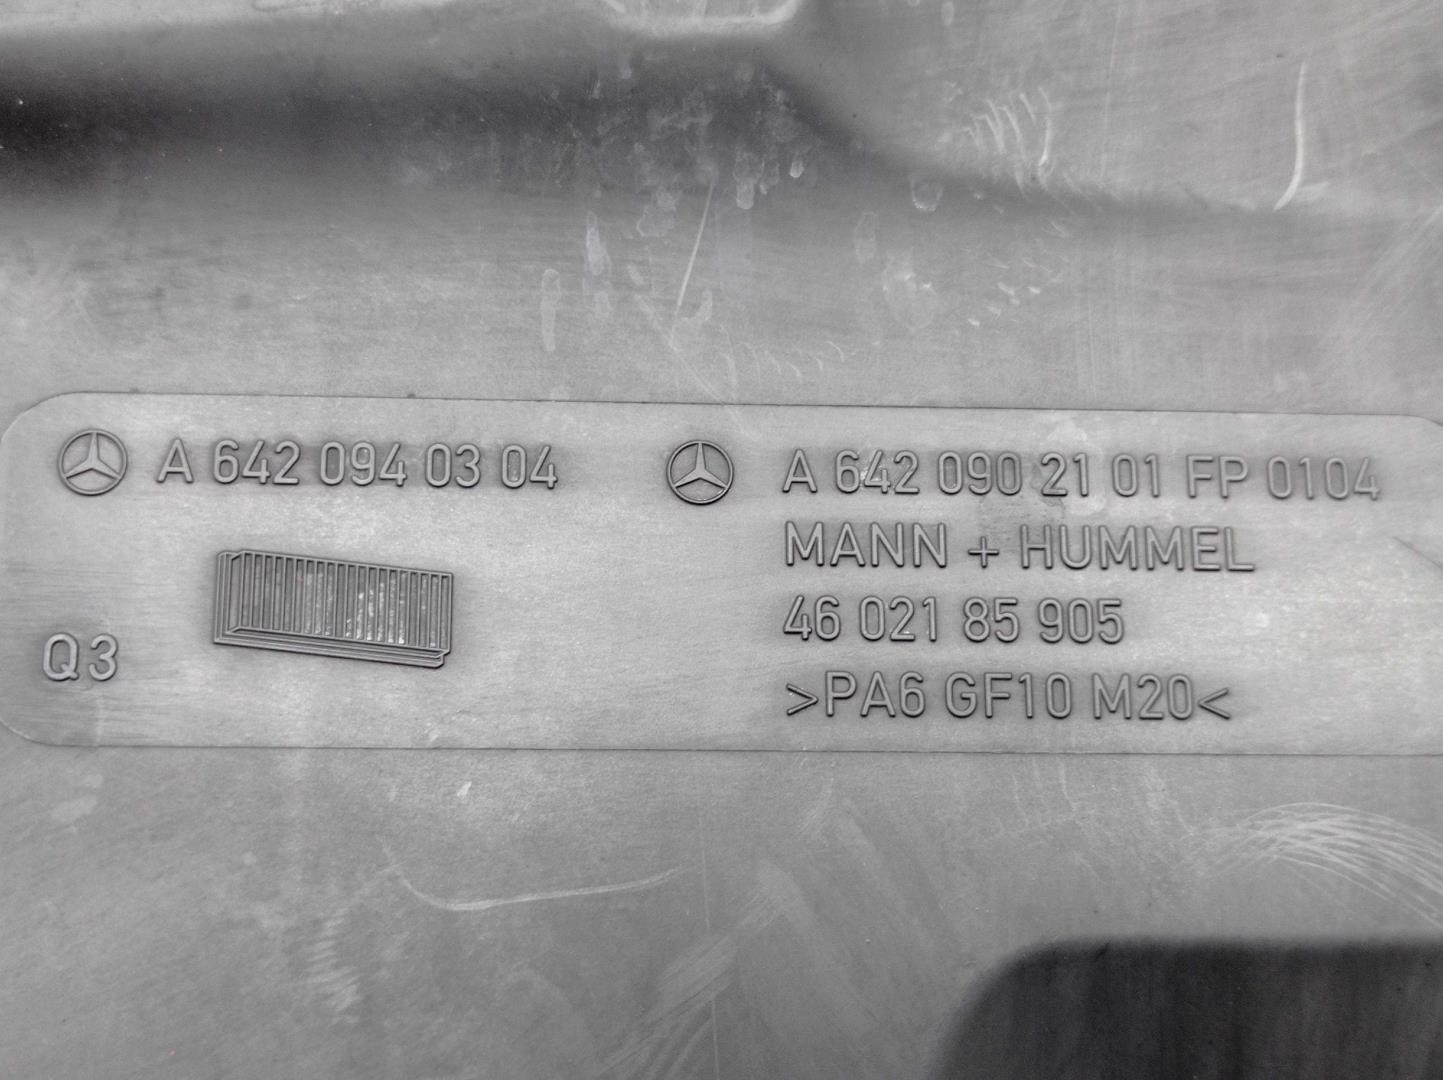 A 642 094 03 04
Q3
A 642 090 21 01 FP 0104
MANN + HUMMEL
46 021 85 905
>PA6 GF10 M20<